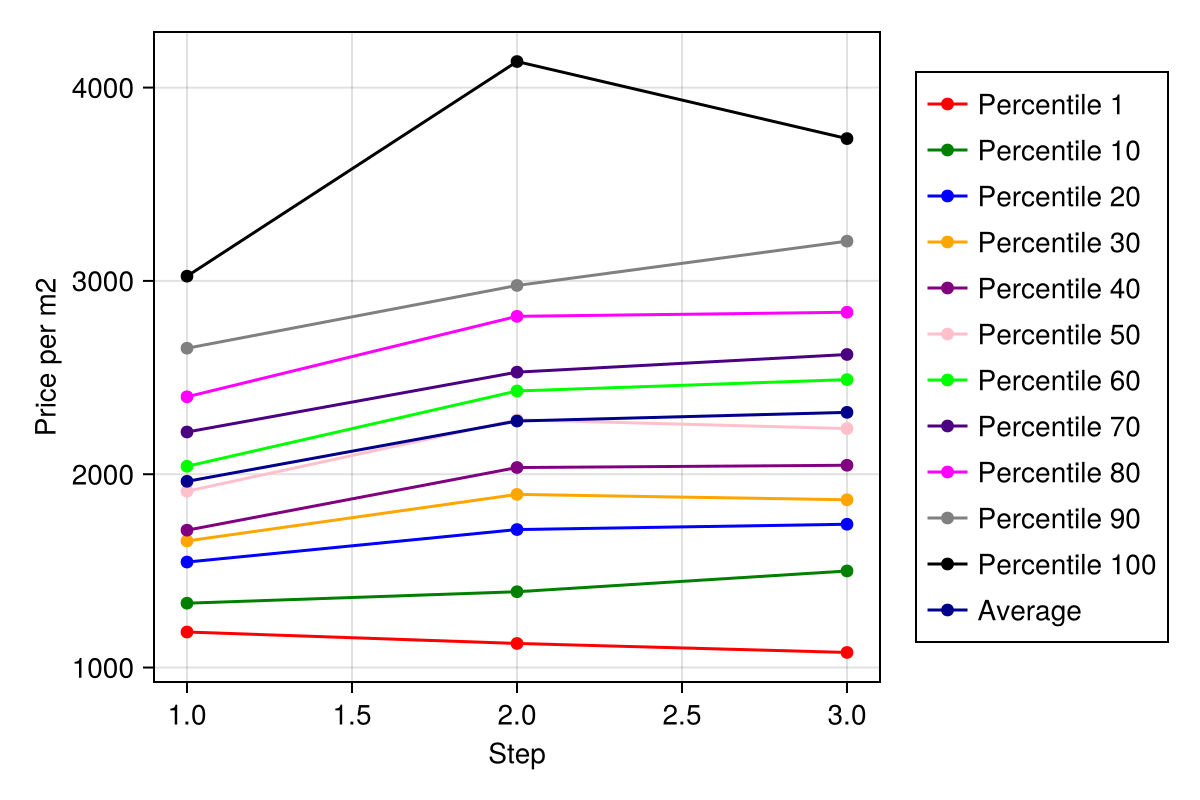 4000
3000
2000
1000
Price per m2
1.0
1.5
2.0
2.5
3.0
Step
Percentile 1
Percentile 10
Percentile 20
Percentile 30
Percentile 40
Percentile 50
Percentile 60
Percentile 70
Percentile 80
Percentile 90
Percentile 100
Average